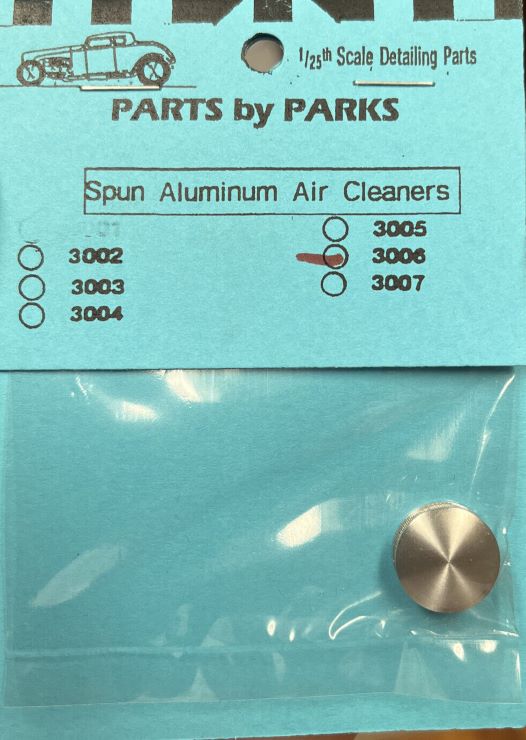 1/25th Scale Detailing Parts
PARTS by PARKS
Spun Aluminum Air Cleaners
3002
3003
3004
3005
3006
3007